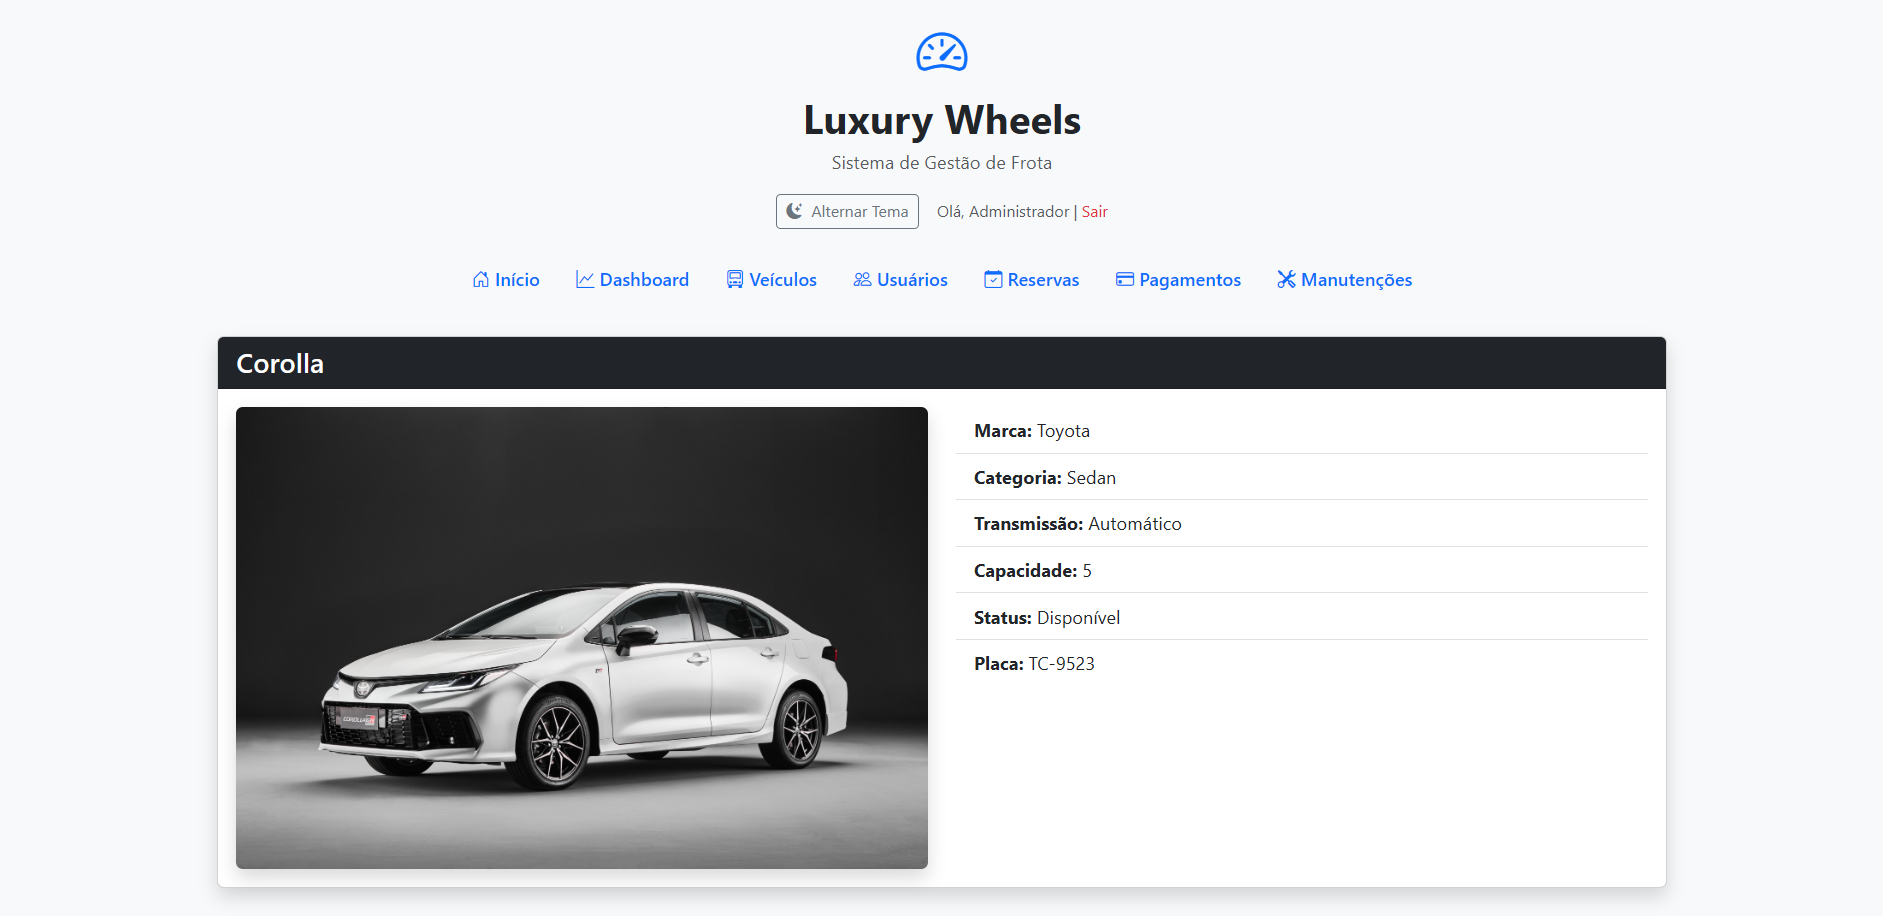 Luxury Wheels
Sistema de Gestão de Frota
Alternar Tema Olá, Administrador | Sair
Início Dashboard Veículos Usuários Reservas Pagamentos Manutenções
Corolla
Marca: Toyota
Categoria: Sedan
Transmissão: Automático
Capacidade: 5
Status: Disponível
Placa: TC-9523
COROLLA